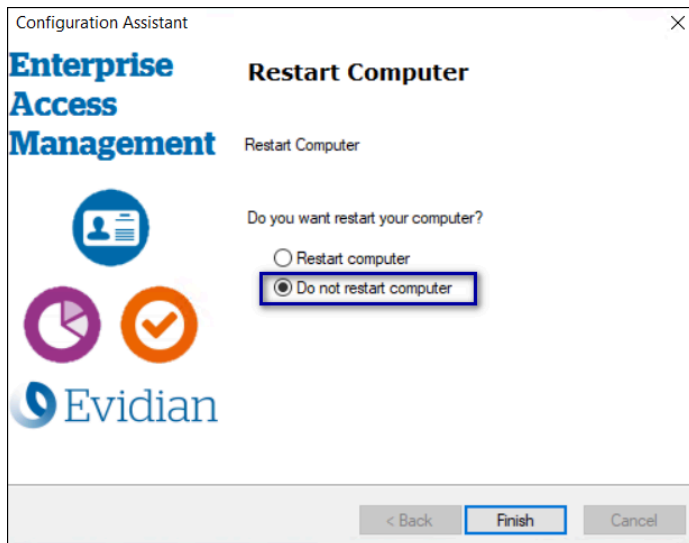 Configuration Assistant
Enterprise
Access
Management
Evidian
Restart Computer
Restart Computer
Do you want restart your computer?
Restart computer
Do not restart computer
< Back
Finish
Cancel